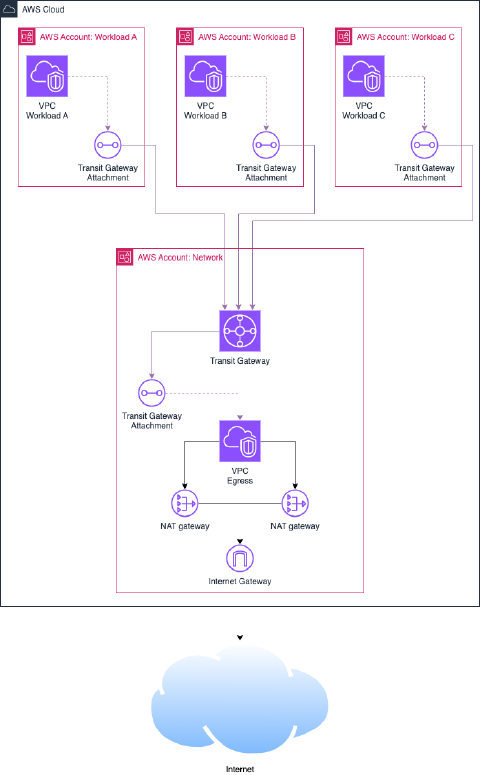 AWS Cloud
AWS Account: Workload A
AWS Account: Workload B
AWS Account: Workload C
VPC
Workload A
VPC
Workload B
VPC
Workload C
Transit Gateway
Attachment
Transit Gateway
Attachment
Transit Gateway
Attachment
AWS Account: Network
Transit Gateway
Transit Gateway
Attachment
VPC
Egress
NAT gateway
NAT gateway
Internet Gateway
Internet